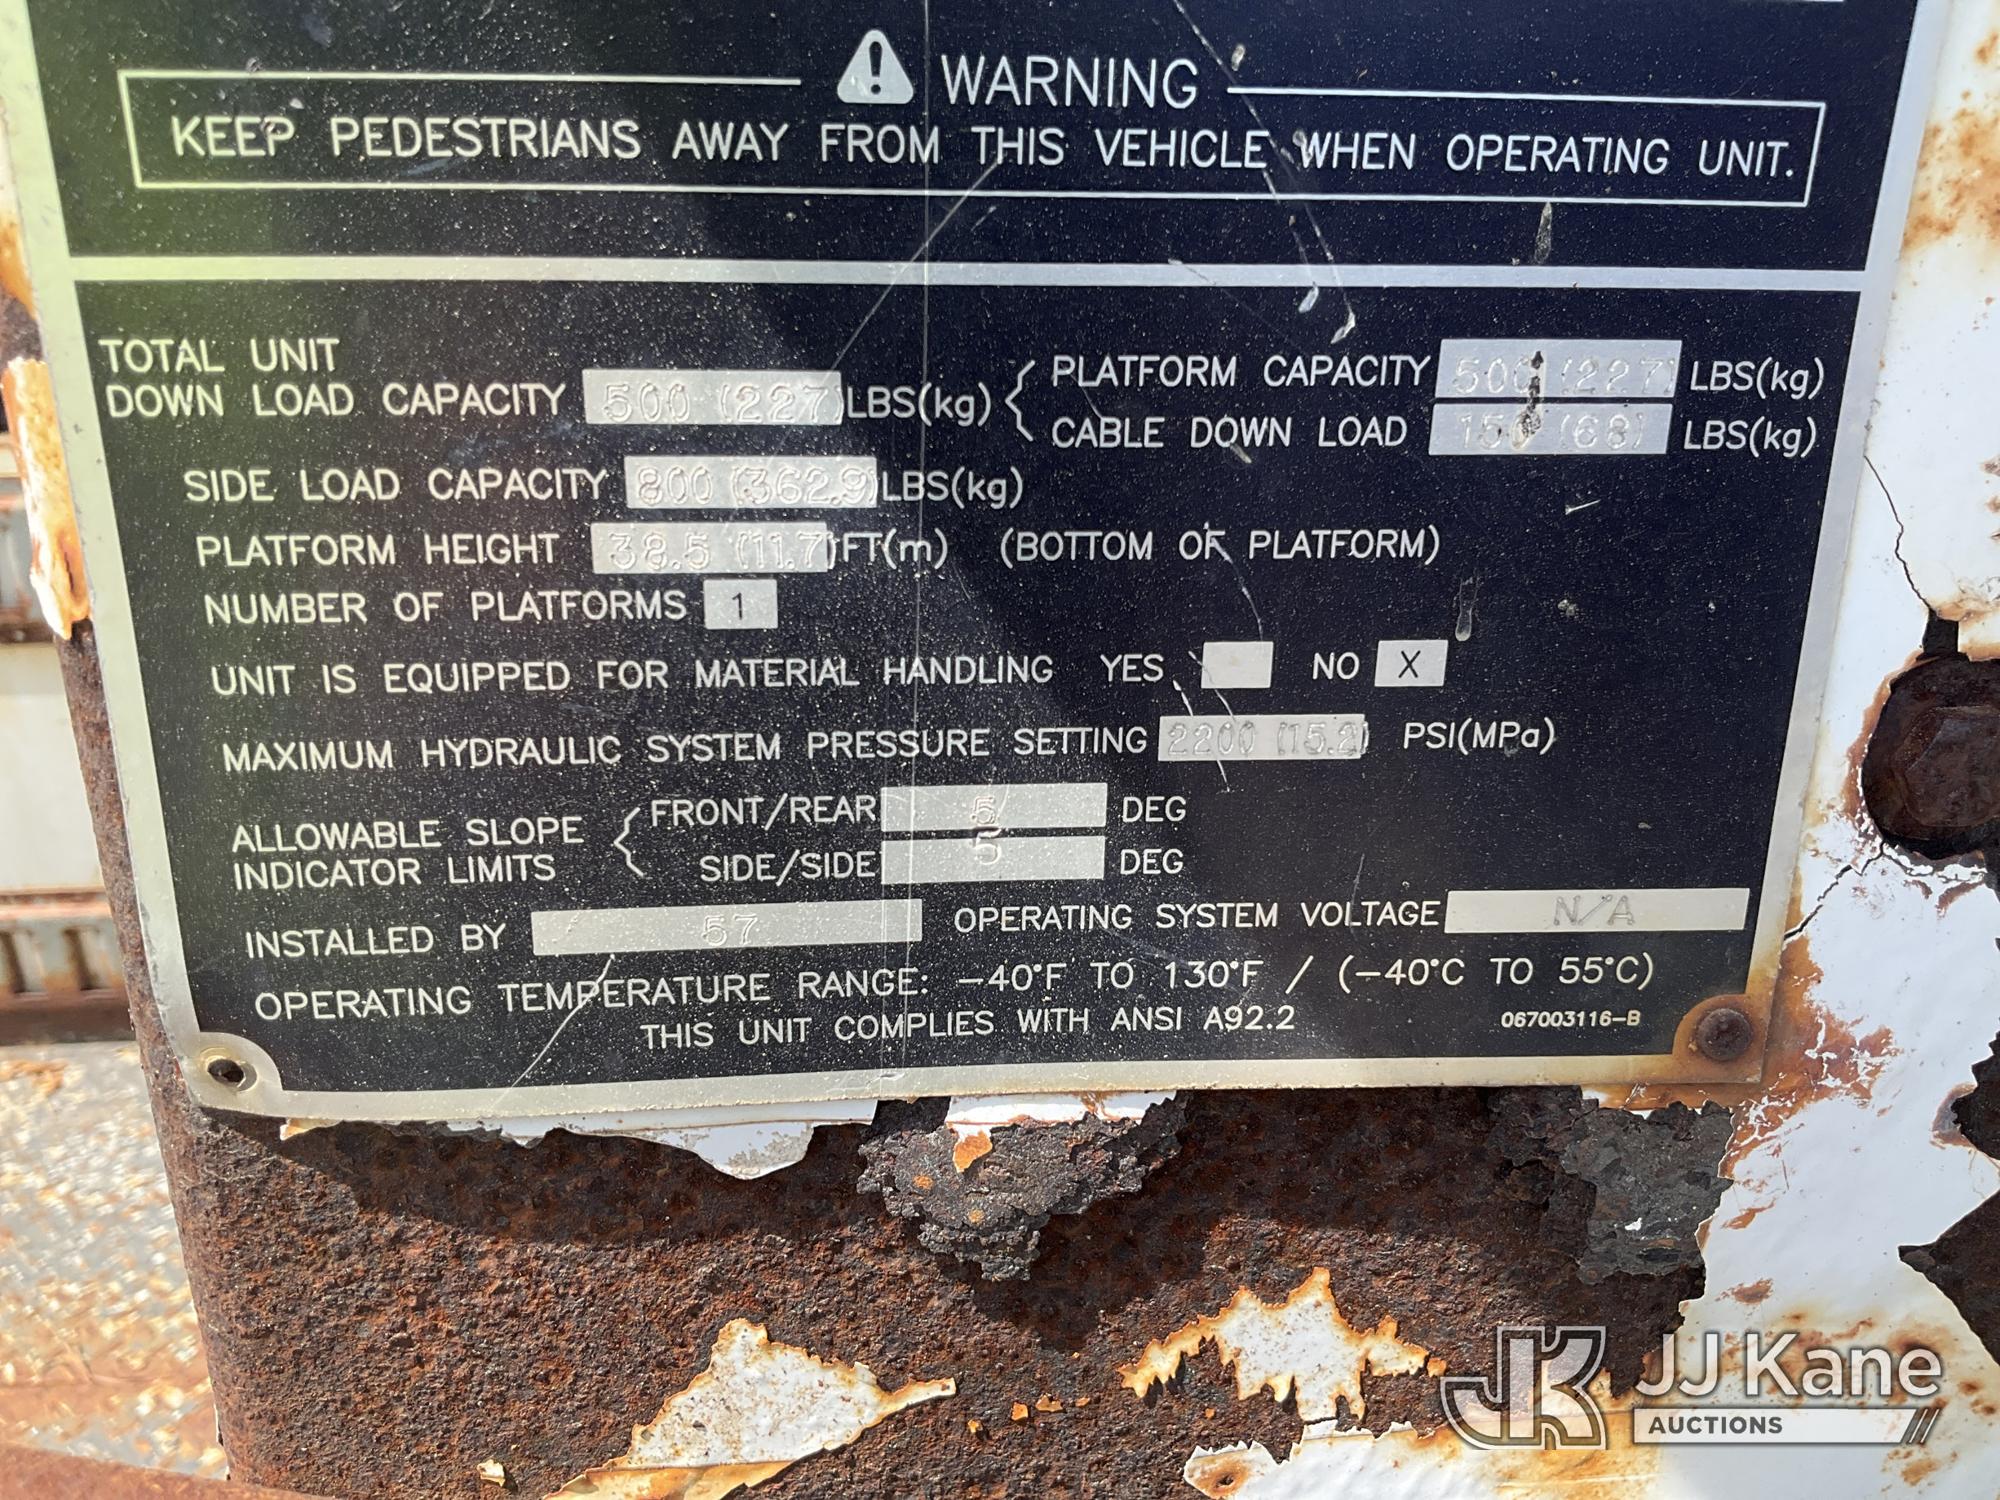 WARNING
KEEP PEDESTRIANS AWAY FROM THIS VEHICLE WHEN OPERATING UNIT.
TOTAL UNIT
DOWN LOAD CAPACITY 500 (227) LBS(kg)
PLATFORM CAPACITY 500 (227) LBS(kg)
CABLE DOWN LOAD 150 (68) LBS(kg)
SIDE LOAD CAPACITY 800 (362.9) LBS(kg)
PLATFORM HEIGHT 38.5 (11.7) FT(m) (BOTTOM OF PLATFORM)
NUMBER OF PLATFORMS 1
UNIT IS EQUIPPED FOR MATERIAL HANDLING YES NO X
MAXIMUM HYDRAULIC SYSTEM PRESSURE SETTING 2200 (15.2) PSI(MPa)
ALLOWABLE SLOPE
INDICATOR LIMITS
FRONT/REAR 5 DEG
SIDE/SIDE 5 DEG
INSTALLED BY 57 OPERATING SYSTEM VOLTAGE N/A
OPERATING TEMPERATURE RANGE: -40°F TO 130°F / (-40°C TO 55°C)
THIS UNIT COMPLIES WITH ANSI A92.2 067003116-B
JK JJ Kane
AUCTIONS